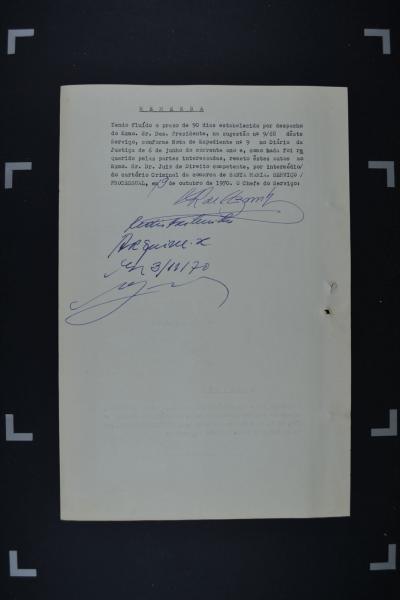 R E M E S S A
Tendo fluído o prazo de 90 dias estabelecido por despacho
do Exmo. Sr. Des. Presidente, na sugestão nº 9/68 dêste
Serviço, conforme Nota de Expediente nº 9 no Diário da
Justiça de 6 de junho do corrente ano e, como nada foi re
querido pelas partes interessadas, remeto êstes autos ao
Exmo. Sr. Dr. Juiz de Direito competente, por intermédio/
do cartório Criminal da comarca de SANTA MARIA. SERVIÇO /
PROCESSUAL, em de outubro de 1970. O Chefe do Serviço:
Arquive-se
Em 3/11/70